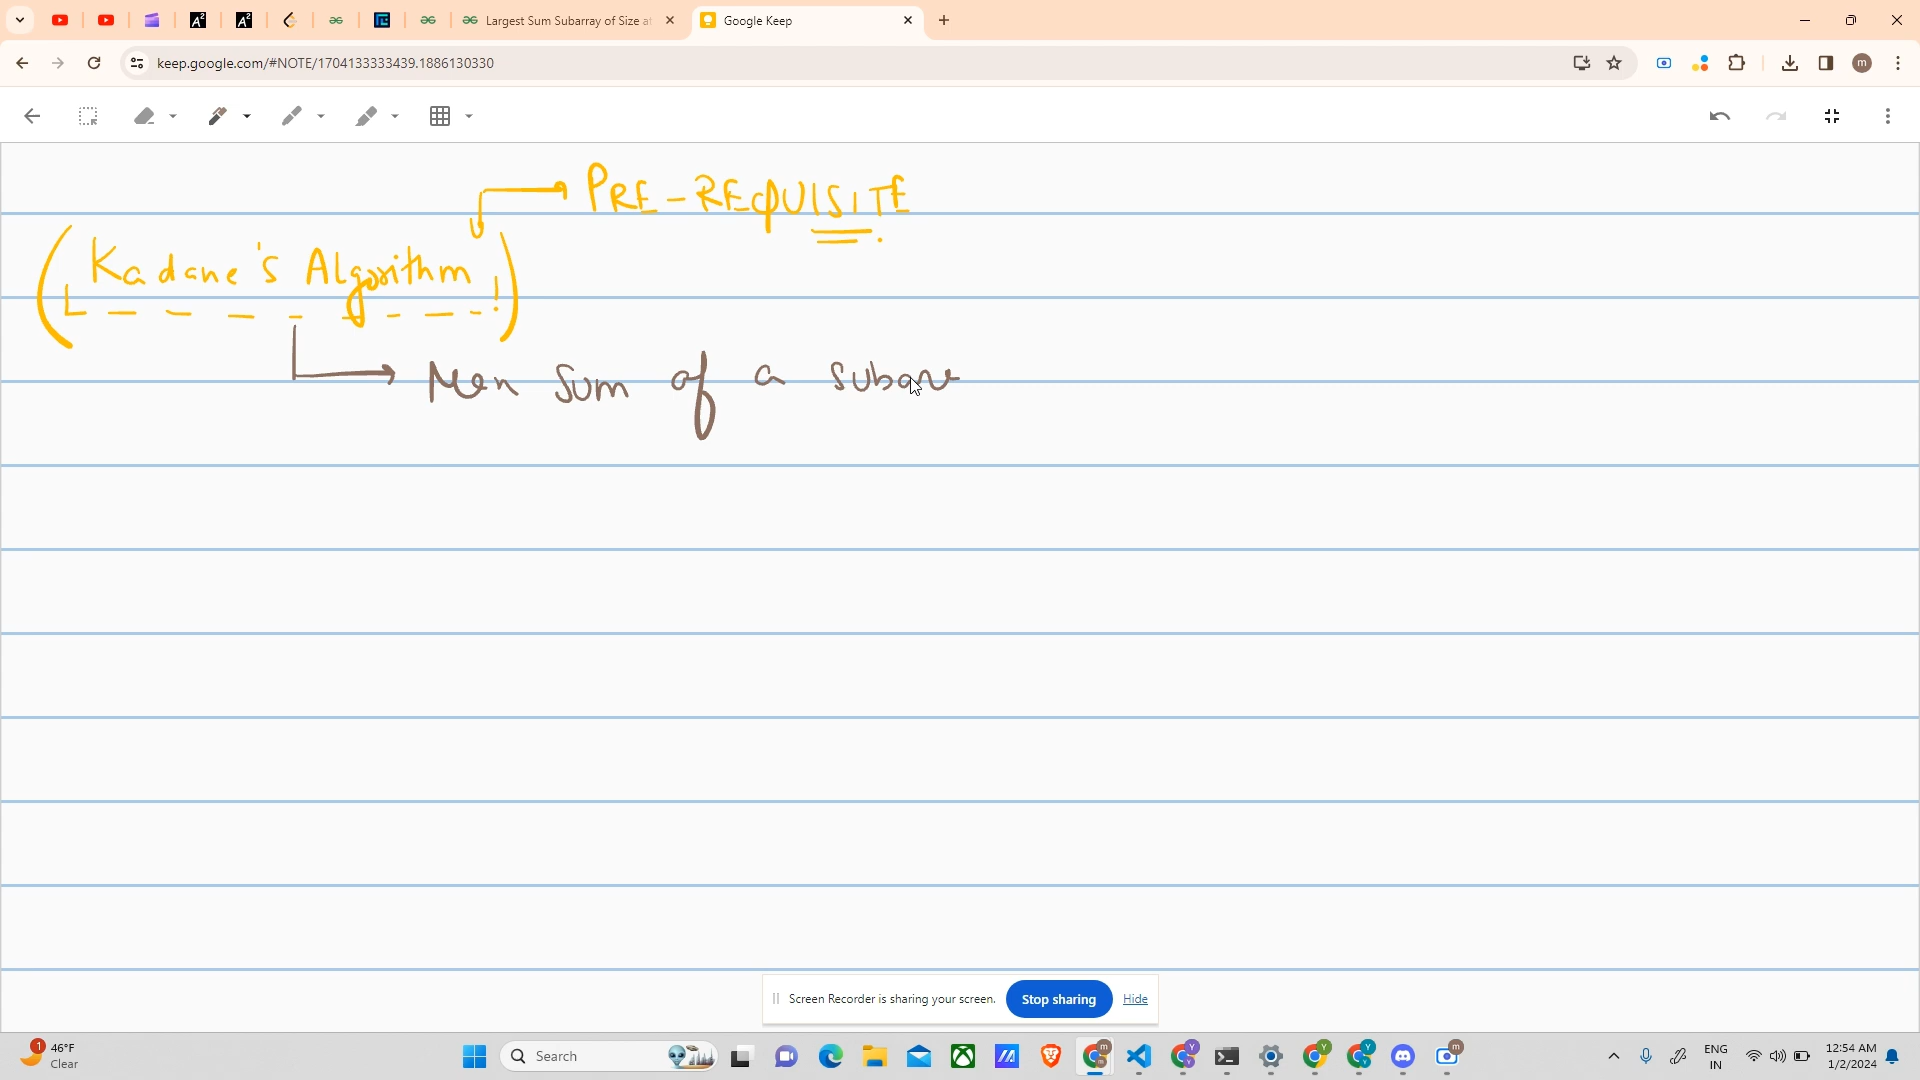 Largest Sum Subarray of Size at
Google Keep
keep.google.com/#NOTE/1704133333439.1886130330
m
PRE-REQUISITE
(Kadane's Algorithm)
Max sum of a subarr
Screen Recorder is sharing your screen.
Stop sharing
Hide
1
46°F
Clear
Search
ENG
IN
12:54 AM
1/2/2024